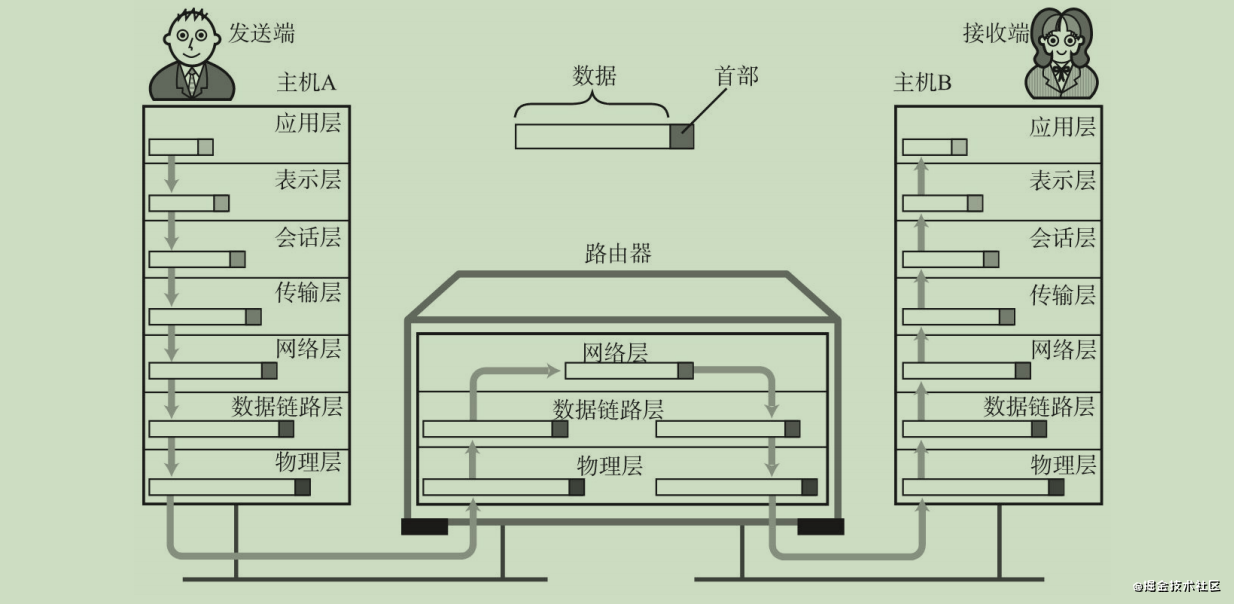 发送端
接收端
主机A
数据
首部
主机B
应用层
表示层
会话层
传输层
网络层
数据链路层
物理层
路由器
网络层
数据链路层
物理层
应用层
表示层
会话层
传输层
网络层
数据链路层
物理层
@掘金技术社区